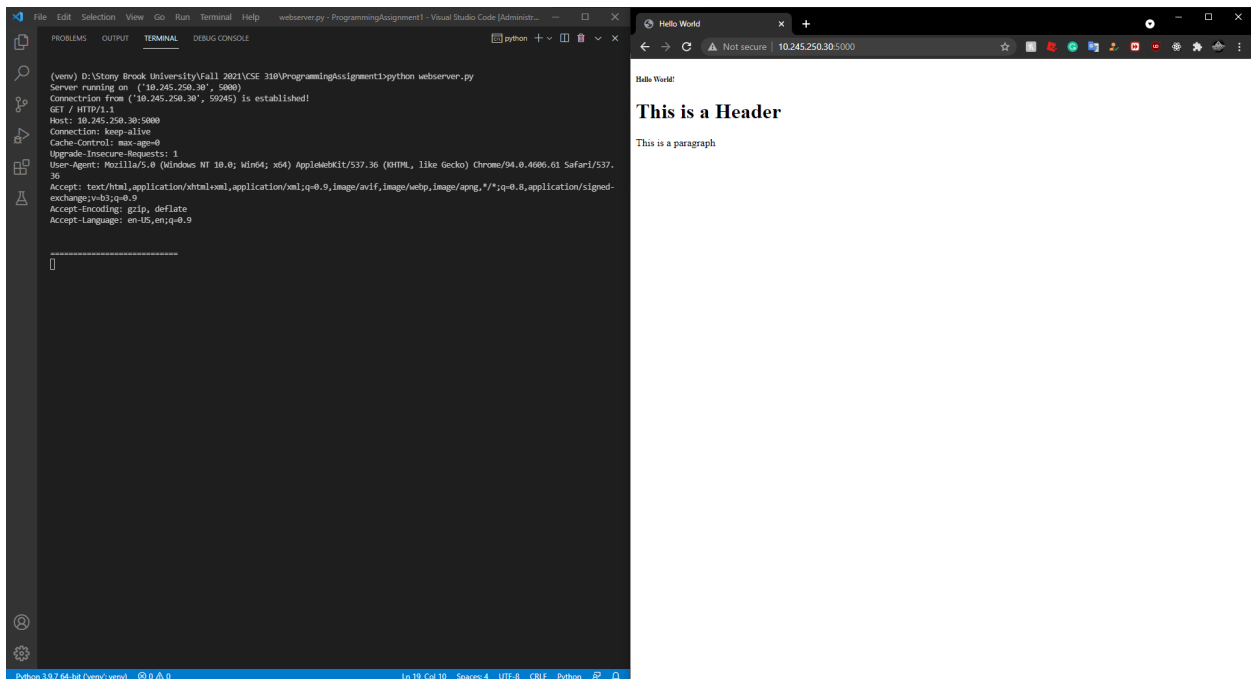 File Edit Selection View Go Run Terminal Help webserver.py - ProgrammingAssignment1 - Visual Studio Code [Administr...
PROBLEMS OUTPUT TERMINAL DEBUG CONSOLE python
(venv) D:\Stony Brook University\Fall 2021\CSE 310\ProgrammingAssignment1>python webserver.py
Server running on ('10.245.250.30', 5000)
Connectrion from ('10.245.250.30', 59245) is established!
GET / HTTP/1.1
Host: 10.245.250.30:5000
Connection: keep-alive
Cache-Control: max-age=0
Upgrade-Insecure-Requests: 1
User-Agent: Mozilla/5.0 (Windows NT 10.0; Win64; x64) AppleWebKit/537.36 (KHTML, like Gecko) Chrome/94.0.4606.61 Safari/537.
36
Accept: text/html,application/xhtml+xml,application/xml;q=0.9,image/avif,image/webp,image/apng,*/*;q=0.8,application/signed-
exchange;v=b3;q=0.9
Accept-Encoding: gzip, deflate
Accept-Language: en-US,en;q=0.9
============================
Python 3.9.7 64-bit ('venv': venv) 0 0 Ln 19, Col 10 Spaces: 4 UTF-8 CRLF Python
Hello World
Not secure | 10.245.250.30:5000
Hello World!
This is a Header
This is a paragraph